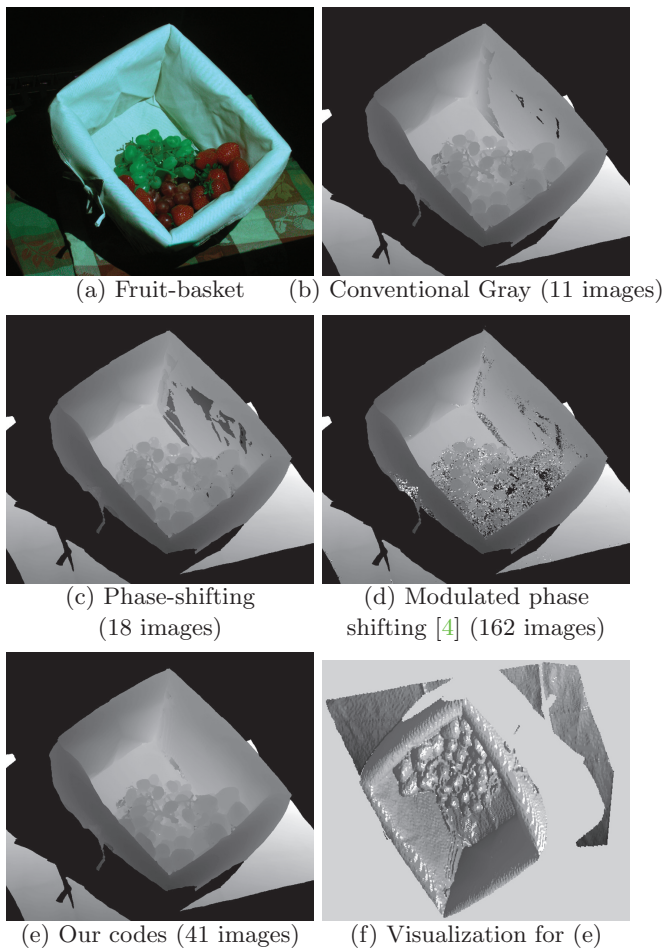 (a) Fruit-basket
(b) Conventional Gray (11 images)
(c) Phase-shifting
(18 images)
(d) Modulated phase
shifting [4] (162 images)
(e) Our codes (41 images)
(f) Visualization for (e)